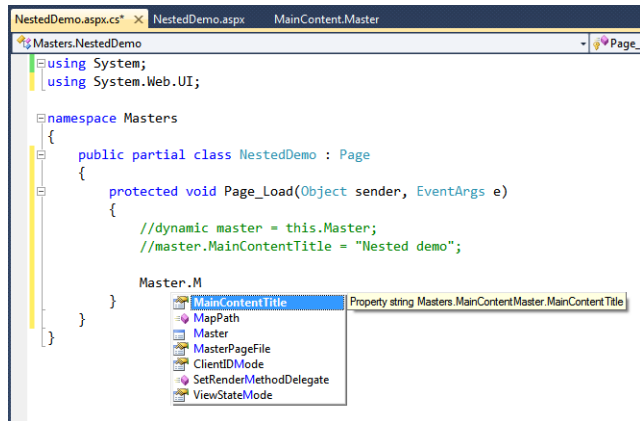 NestedDemo.aspx.cs* NestedDemo.aspx MainContent.Master
Masters.NestedDemo Page_
using System;
using System.Web.UI;
namespace Masters
{
public partial class NestedDemo : Page
{
protected void Page_Load(Object sender, EventArgs e)
{
//dynamic master = this.Master;
//master.MainContentTitle = "Nested demo";
Master.M
}
MainContentTitle Property string Masters.MainContentMaster.MainContentTitle
MapPath
}
Master
}
MasterPageFile
ClientIDMode
SetRenderMethodDelegate
ViewStateMode